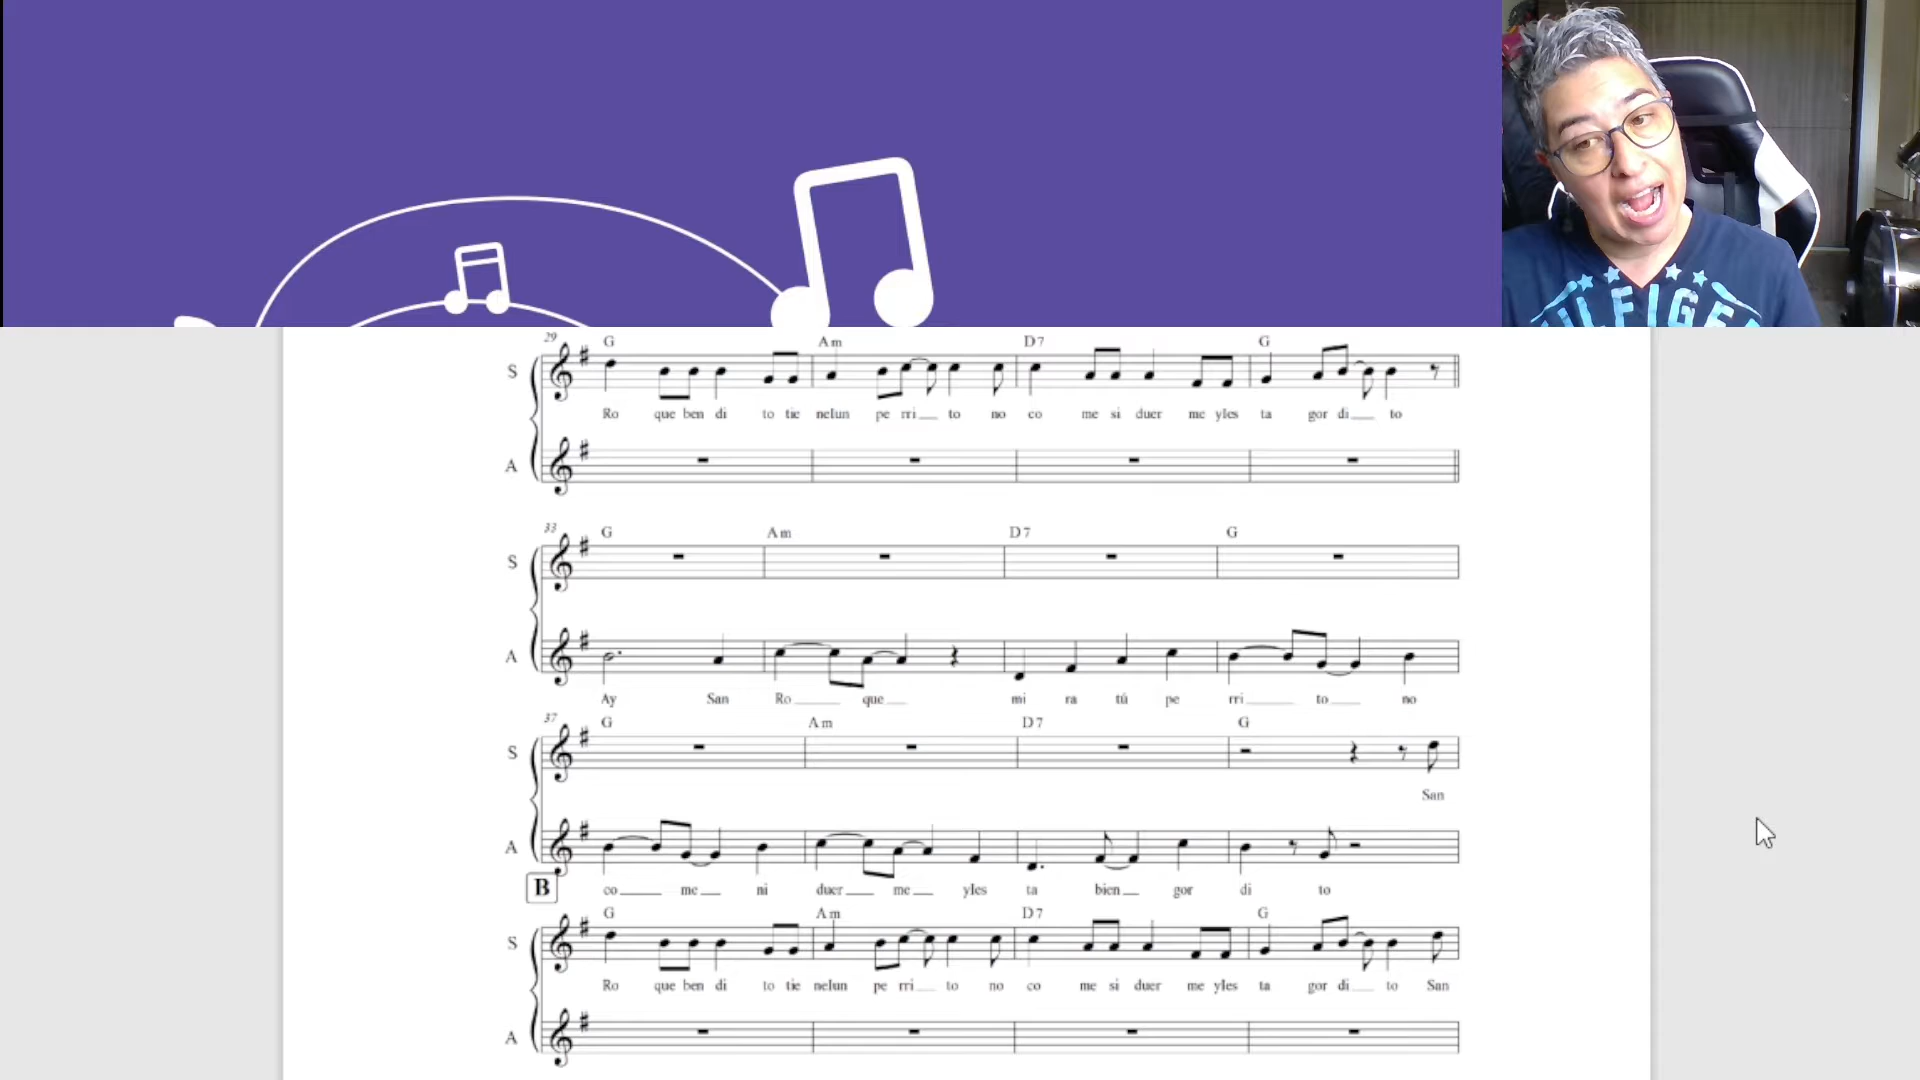 HILFIGER
29 G Am D7 G
S
Ro que ben di to tie nelun pe rri to no co me si duer me yles ta gor di to
A
33 G Am D7 G
S
A
Ay San Ro que mi ra tú pe rri to no
37 G Am D7 G
S
San
A
co me ni duer me yles ta bien gor di to
B
G Am D7 G
S
Ro que ben di to tie nelun pe rri to no co me si duer me yles ta gor di to San
A